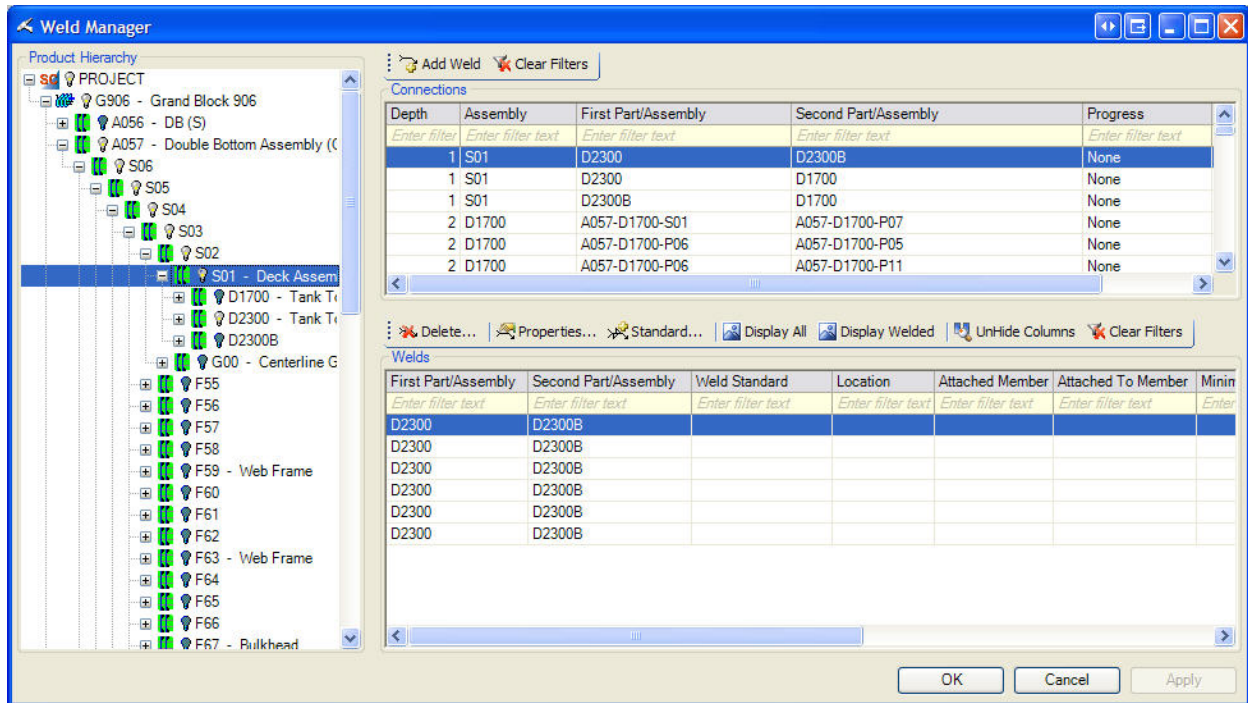 Weld Manager
Product Hierarchy
PROJECT
G906 - Grand Block 906
A056 - DB (S)
A057 - Double Bottom Assembly (C
S06
S05
S04
S03
S02
S01 - Deck Assem
D1700 - Tank To
D2300 - Tank To
D2300B
G00 - Centerline G
F55
F56
F57
F58
F59 - Web Frame
F60
F61
F62
F63 - Web Frame
F64
F65
F66
F67 - Bulkhead
Add Weld Clear Filters
Connections
Depth Assembly First Part/Assembly Second Part/Assembly Progress
Enter filter Enter filter text Enter filter text Enter filter text Enter filter text
1 S01 D2300 D2300B None
1 S01 D2300 D1700 None
1 S01 D2300B D1700 None
2 D1700 A057-D1700-S01 A057-D1700-P07 None
2 D1700 A057-D1700-P06 A057-D1700-P05 None
2 D1700 A057-D1700-P06 A057-D1700-P11 None
Delete... Properties... Standard... Display All Display Welded UnHide Columns Clear Filters
Welds
First Part/Assembly Second Part/Assembly Weld Standard Location Attached Member Attached To Member Minim
Enter filter text Enter filter text Enter filter text Enter filter text Enter filter text Enter filter text Enter
D2300 D2300B
D2300 D2300B
D2300 D2300B
D2300 D2300B
D2300 D2300B
D2300 D2300B
OK Cancel Apply